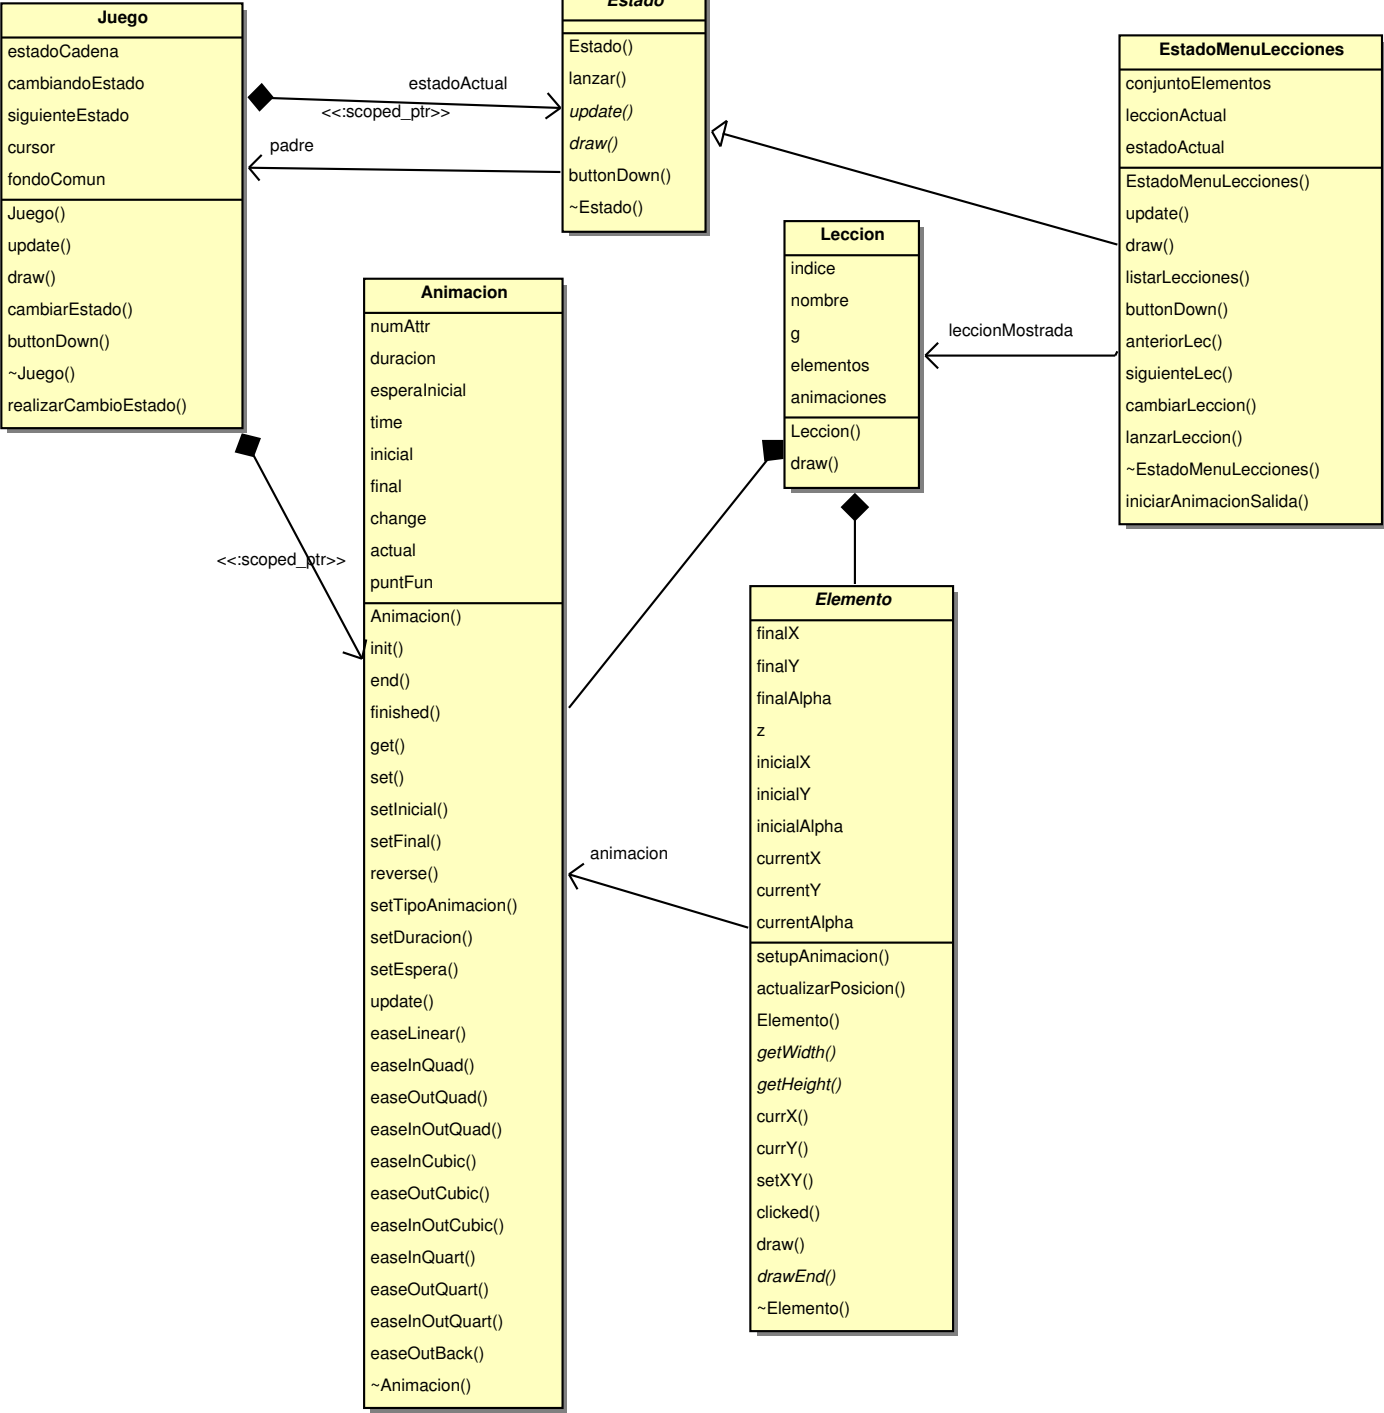 Juego
estadoCadena
cambiandoEstado
siguienteEstado
cursor
fondoComun
Juego()
update()
draw()
cambiarEstado()
buttonDown()
~Juego()
realizarCambioEstado()
estadoActual
<<:scoped_ptr>>
padre
Estado
Estado()
lanzar()
update()
draw()
buttonDown()
~Estado()
EstadoMenuLecciones
conjuntoElementos
leccionActual
estadoActual
EstadoMenuLecciones()
update()
draw()
listarLecciones()
buttonDown()
anteriorLec()
siguienteLec()
cambiarLeccion()
lanzarLeccion()
~EstadoMenuLecciones()
iniciarAnimacionSalida()
Leccion
indice
nombre
g
elementos
animaciones
Leccion()
draw()
leccionMostrada
<<:scoped_ptr>>
Animacion
numAttr
duracion
esperaInicial
time
inicial
final
change
actual
puntFun
Animacion()
init()
end()
finished()
get()
set()
setInicial()
setFinal()
reverse()
setTipoAnimacion()
setDuracion()
setEspera()
update()
easeLinear()
easeInQuad()
easeOutQuad()
easeInOutQuad()
easeInCubic()
easeOutCubic()
easeInOutCubic()
easeInQuart()
easeOutQuart()
easeInOutQuart()
easeOutBack()
~Animacion()
animacion
Elemento
finalX
finalY
finalAlpha
z
inicialX
inicialY
inicialAlpha
currentX
currentY
currentAlpha
setupAnimacion()
actualizarPosicion()
Elemento()
getWidth()
getHeight()
currX()
currY()
setXY()
clicked()
draw()
drawEnd()
~Elemento()